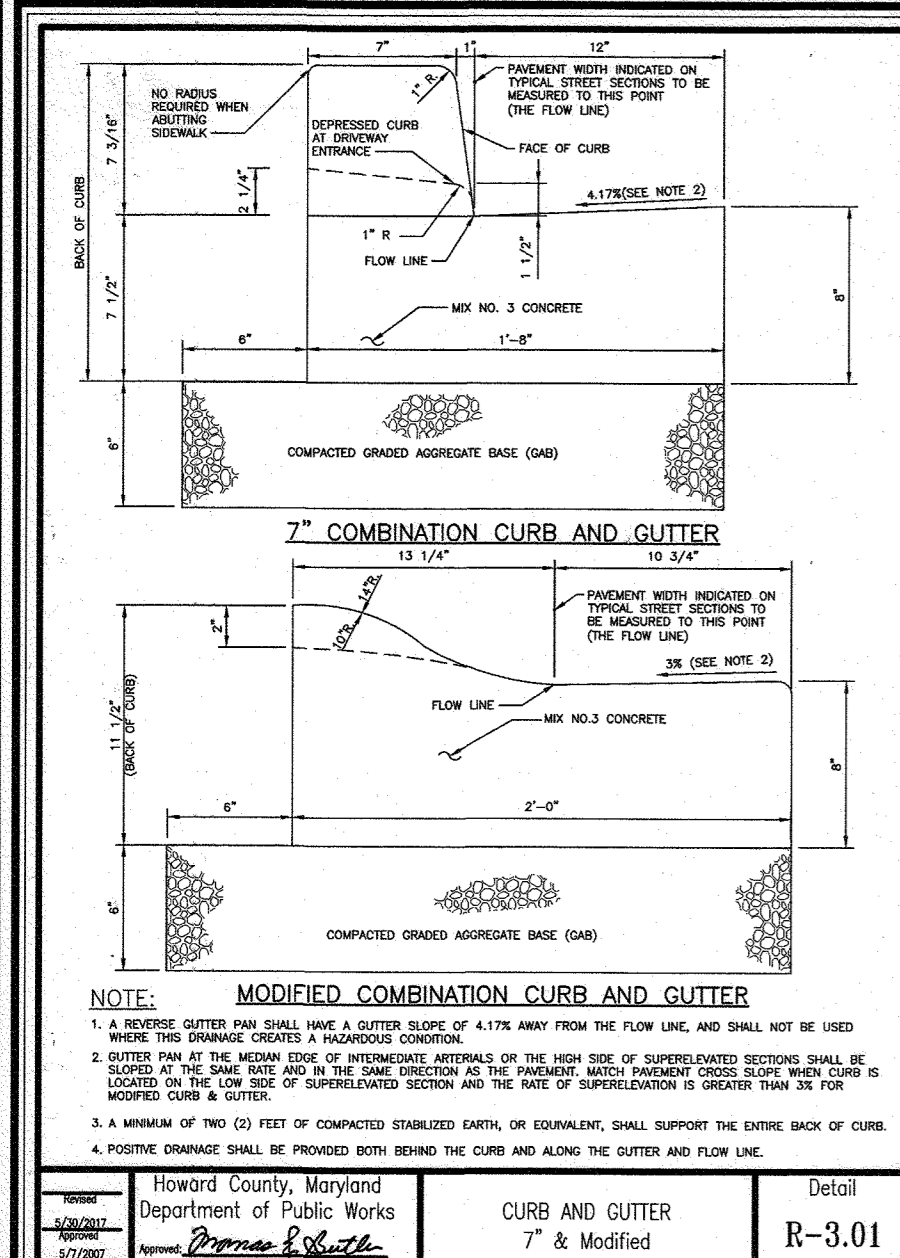 7"
1"
12"
NO RADIUS
REQUIRED WHEN
ABUTTING
SIDEWALK
1" R.
PAVEMENT WIDTH INDICATED ON
TYPICAL STREET SECTIONS TO BE
MEASURED TO THIS POINT
(THE FLOW LINE)
DEPRESSED CURB
AT DRIVEWAY
ENTRANCE
FACE OF CURB
BACK OF CURB
7 3/16"
2 1/4"
4.17%(SEE NOTE 2)
1" R
FLOW LINE
1 1/2"
7 1/2"
8"
MIX NO. 3 CONCRETE
6"
1'-8"
6"
COMPACTED GRADED AGGREGATE BASE (GAB)
7" COMBINATION CURB AND GUTTER
13 1/4"
10 3/4"
14"R.
10"R.
PAVEMENT WIDTH INDICATED ON
TYPICAL STREET SECTIONS TO
BE MEASURED TO THIS POINT
(THE FLOW LINE)
2"
3% (SEE NOTE 2)
FLOW LINE
MIX NO.3 CONCRETE
11 1/2"
(BACK OF CURB)
8"
6"
2'-0"
6"
COMPACTED GRADED AGGREGATE BASE (GAB)
MODIFIED COMBINATION CURB AND GUTTER
NOTE:
1. A REVERSE GUTTER PAN SHALL HAVE A GUTTER SLOPE OF 4.17% AWAY FROM THE FLOW LINE, AND SHALL NOT BE USED
WHERE THIS DRAINAGE CREATES A HAZARDOUS CONDITION.
2. GUTTER PAN AT THE MEDIAN EDGE OF INTERMEDIATE ARTERIALS OR THE HIGH SIDE OF SUPERELEVATED SECTIONS SHALL BE
SLOPED AT THE SAME RATE AND IN THE SAME DIRECTION AS THE PAVEMENT. MATCH PAVEMENT CROSS SLOPE WHEN CURB IS
LOCATED ON THE LOW SIDE OF SUPERELEVATED SECTION AND THE RATE OF SUPERELEVATION IS GREATER THAN 3% FOR
MODIFIED CURB & GUTTER.
3. A MINIMUM OF TWO (2) FEET OF COMPACTED STABILIZED EARTH, OR EQUIVALENT, SHALL SUPPORT THE ENTIRE BACK OF CURB.
4. POSITIVE DRAINAGE SHALL BE PROVIDED BOTH BEHIND THE CURB AND ALONG THE GUTTER AND FLOW LINE.
Revised
5/30/2017
Approved
5/7/2007
Howard County, Maryland
Department of Public Works
Approved: Thomas E. Butler
CURB AND GUTTER
7" & Modified
Detail
R-3.01